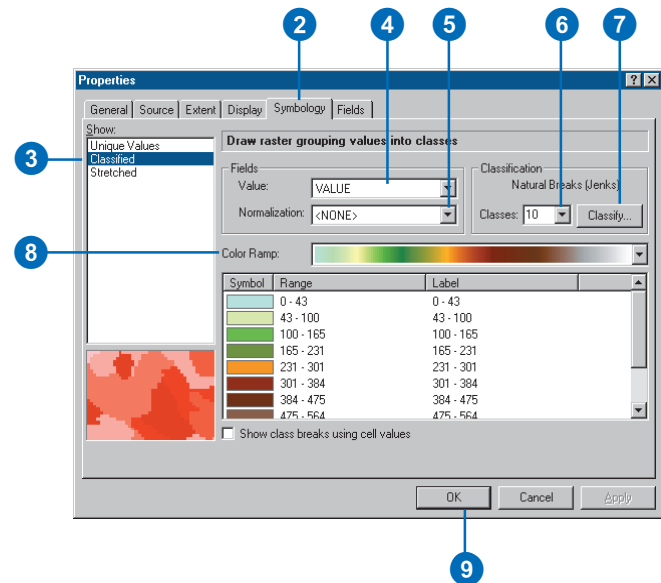 2 4 5 6 7
Properties
General Source Extent Display Symbology Fields
Show:
Unique Values
Classified
Stretched
3
Draw raster grouping values into classes
Fields
Value: VALUE
Normalization: <NONE>
Classification
Natural Breaks (Jenks)
Classes: 10 Classify...
8
Color Ramp:
Symbol Range Label
0 - 43 0 - 43
43 - 100 43 - 100
100 - 165 100 - 165
165 - 231 165 - 231
231 - 301 231 - 301
301 - 384 301 - 384
384 - 475 384 - 475
475 - 564 475 - 564
Show class breaks using cell values
OK Cancel Apply
9